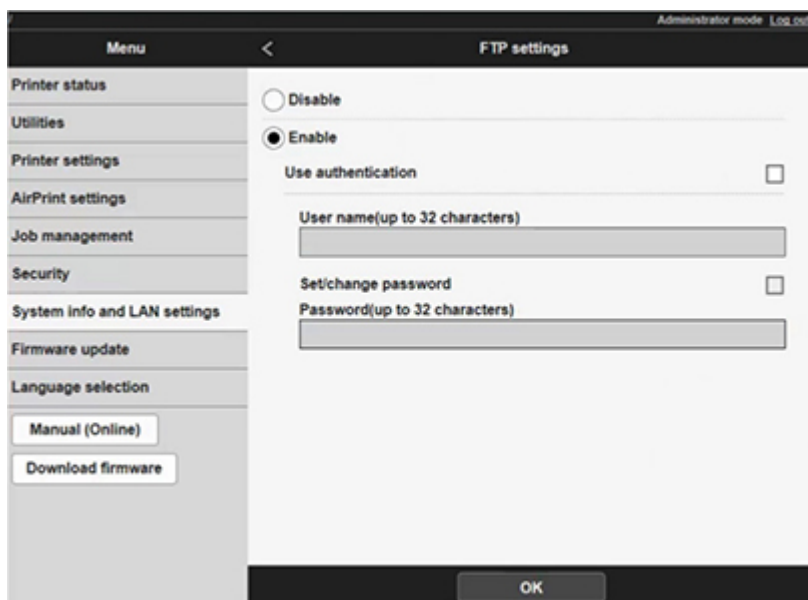 Administrator mode Log out
Menu
< FTP settings
Printer status
Utilities
Printer settings
AirPrint settings
Job management
Security
System info and LAN settings
Firmware update
Language selection
Manual (Online)
Download firmware
Disable
Enable
Use authentication
User name(up to 32 characters)
Set/change password
Password(up to 32 characters)
OK